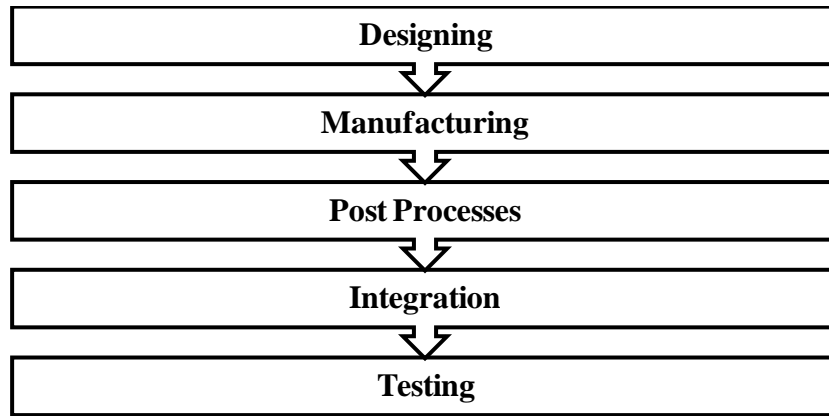 Designing
Manufacturing
Post Processes
Integration
Testing